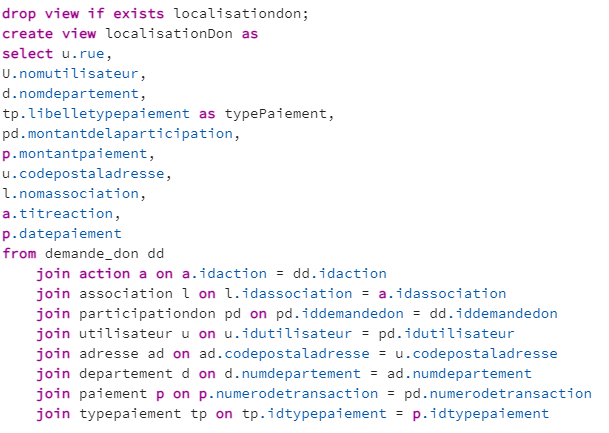 drop view if exists localisationdon;
create view localisationDon as
select u.rue,
U.nomutilisateur,
d.nomdepartement,
tp.libelletypepaiement as typePaiement,
pd.montantdelaparticipation,
p.montantpaiement,
u.codepostaladresse,
l.nomassociation,
a.titreaction,
p.datepaiement
from demande_don dd
join action a on a.idaction = dd.idaction
join association l on l.idassociation = a.idassociation
join participationdon pd on pd.iddemandedon = dd.iddemandedon
join utilisateur u on u.idutilisateur = pd.idutilisateur
join adresse ad on ad.codepostaladresse = u.codepostaladresse
join departement d on d.numdepartement = ad.numdepartement
join paiement p on p.numerodetransaction = pd.numerodetransaction
join typepaiement tp on tp.idtypepaiement = p.idtypepaiement